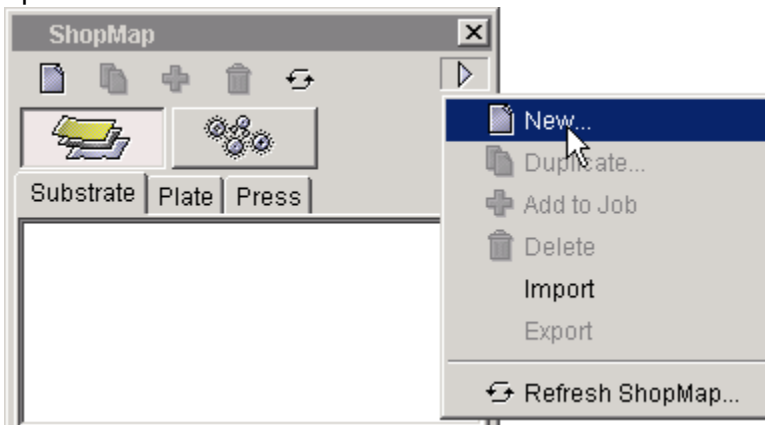 ShopMap
New...
Duplicate...
Substrate Plate Press
Add to Job
Delete
Import
Export
Refresh ShopMap...